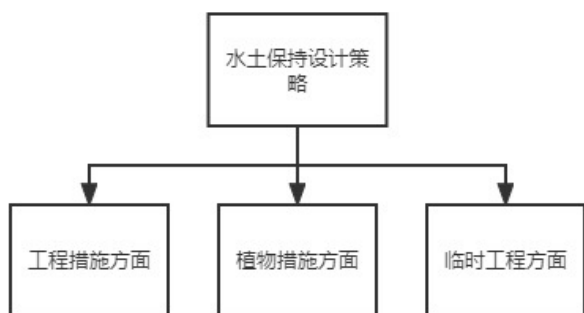 水土保持设计策
略
工程措施方面
植物措施方面
临时工程方面